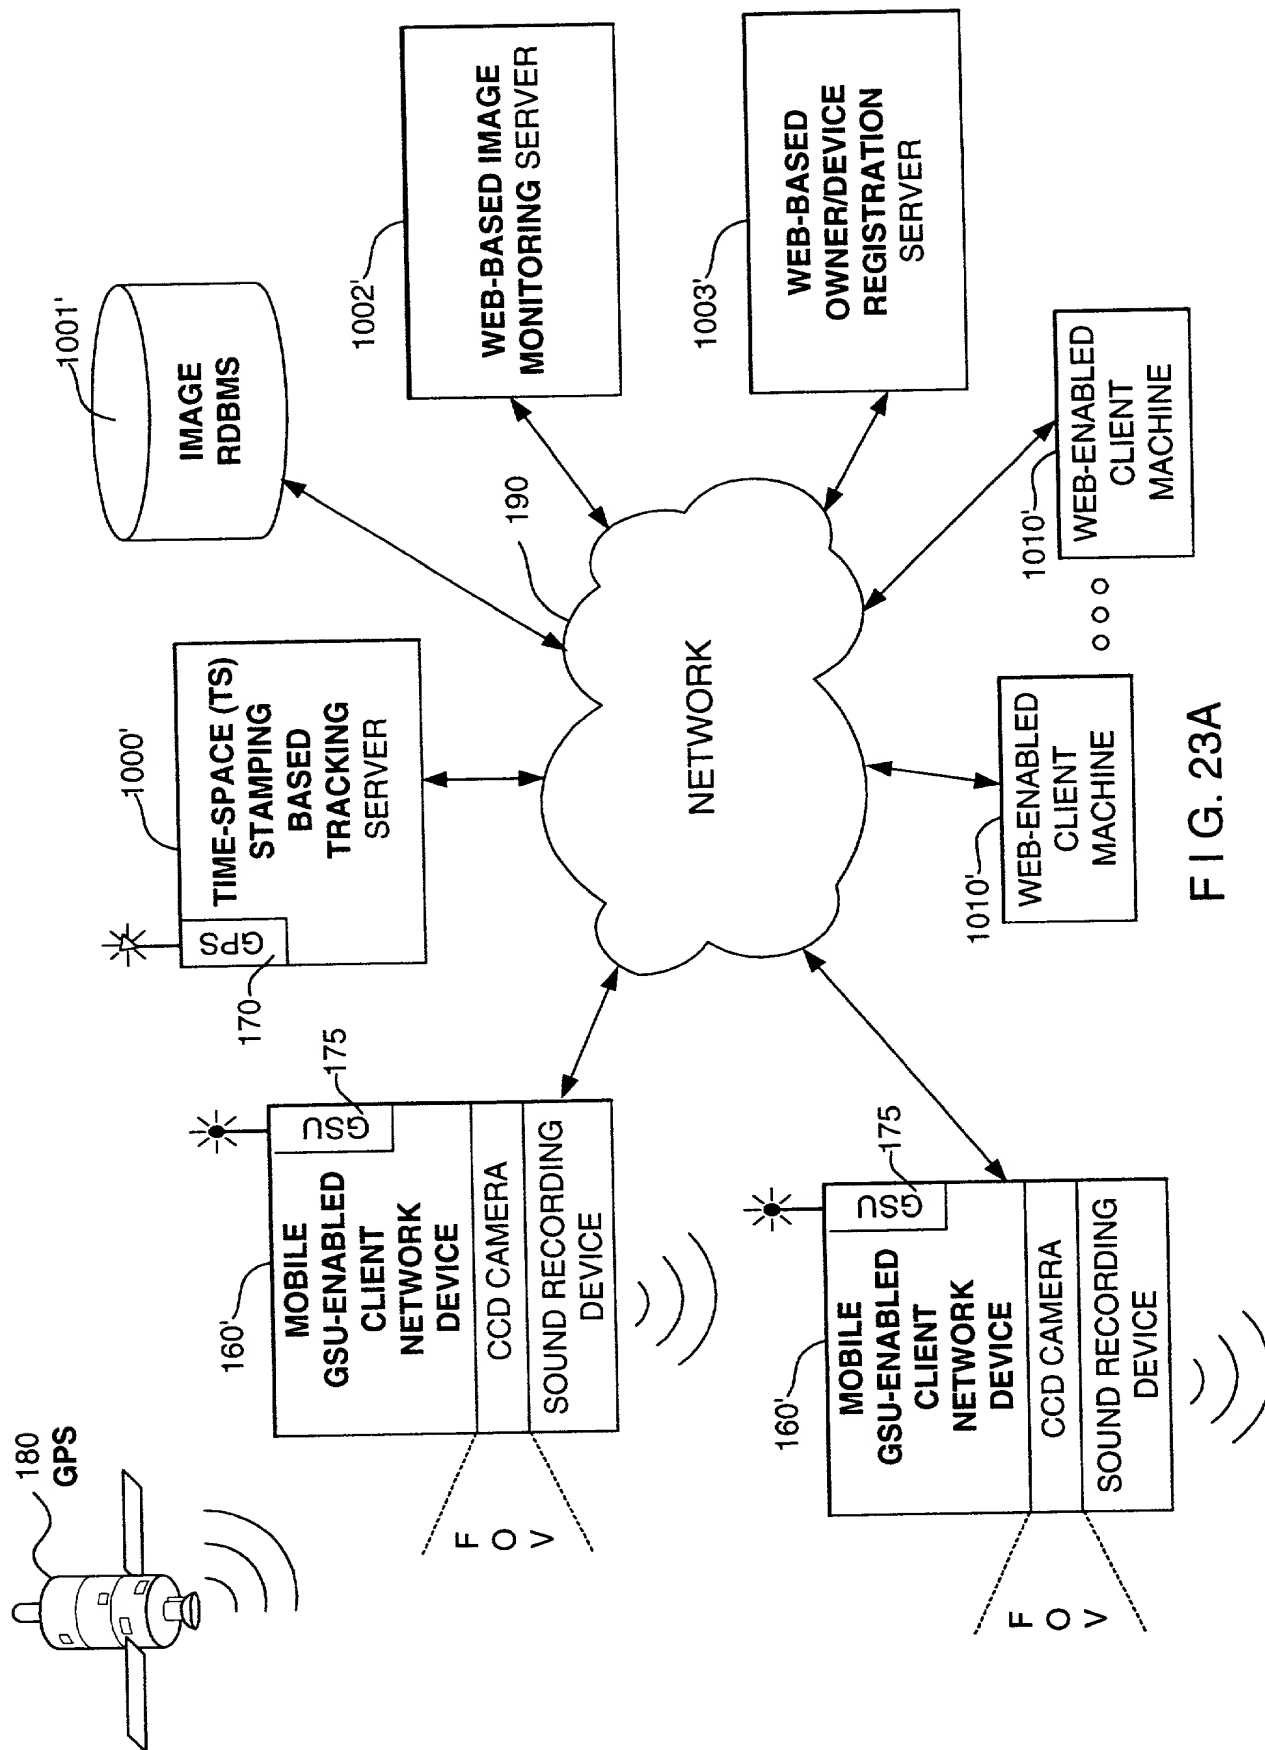 180
GPS
160'
MOBILE
GSU-ENABLED
CLIENT
NETWORK
DEVICE
GSU
175
CCD CAMERA
SOUND RECORDING
DEVICE
F
O
V
170
GPS
1000'
TIME-SPACE (TS)
STAMPING
BASED
TRACKING
SERVER
1001'
IMAGE
RDBMS
1002'
WEB-BASED IMAGE
MONITORING SERVER
190
NETWORK
1003'
WEB-BASED
OWNER/DEVICE
REGISTRATION
SERVER
160'
MOBILE
GSU-ENABLED
CLIENT
NETWORK
DEVICE
GSU
175
CCD CAMERA
SOUND RECORDING
DEVICE
F
O
V
1010'
WEB-ENABLED
CLIENT
MACHINE
1010'
WEB-ENABLED
CLIENT
MACHINE
FIG. 23A